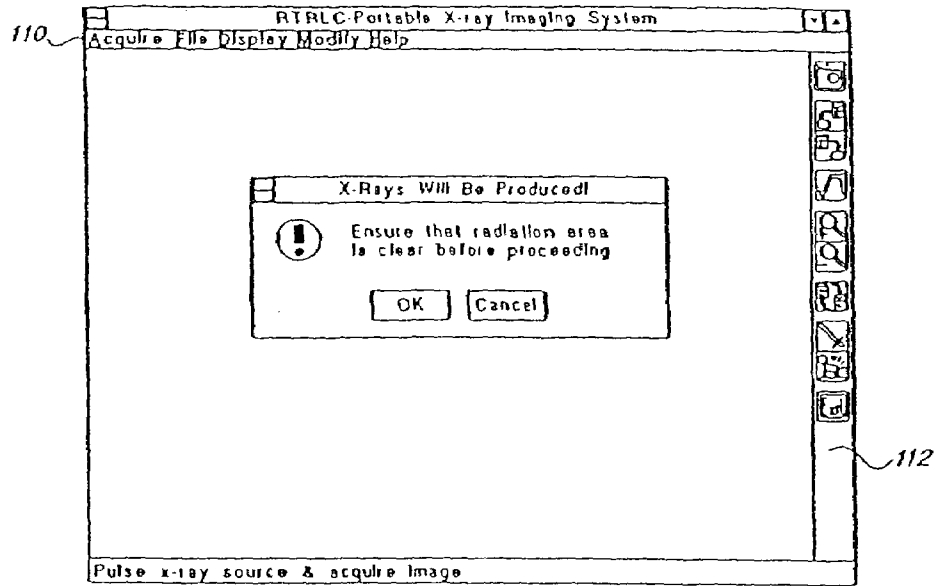 RTRLC-Portable X-ray Imaging System
110
Acquire File Display Modify Help
X-Rays Will Be Produced!
Ensure that radiation area
is clear before proceeding
OK Cancel
112
Pulse x-ray source & acquire image